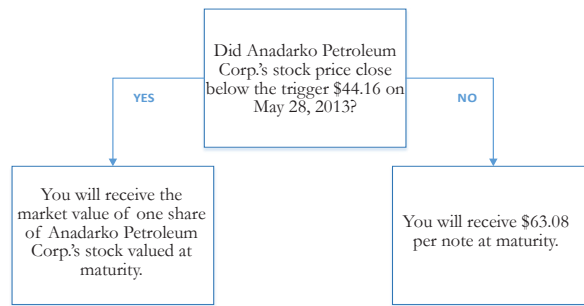 Did Anadarko Petroleum
Corp.'s stock price close
below the trigger $44.16 on
May 28, 2013?
YES
NO
You will receive the
market value of one share
of Anadarko Petroleum
Corp.'s stock valued at
maturity.
You will receive $63.08
per note at maturity.